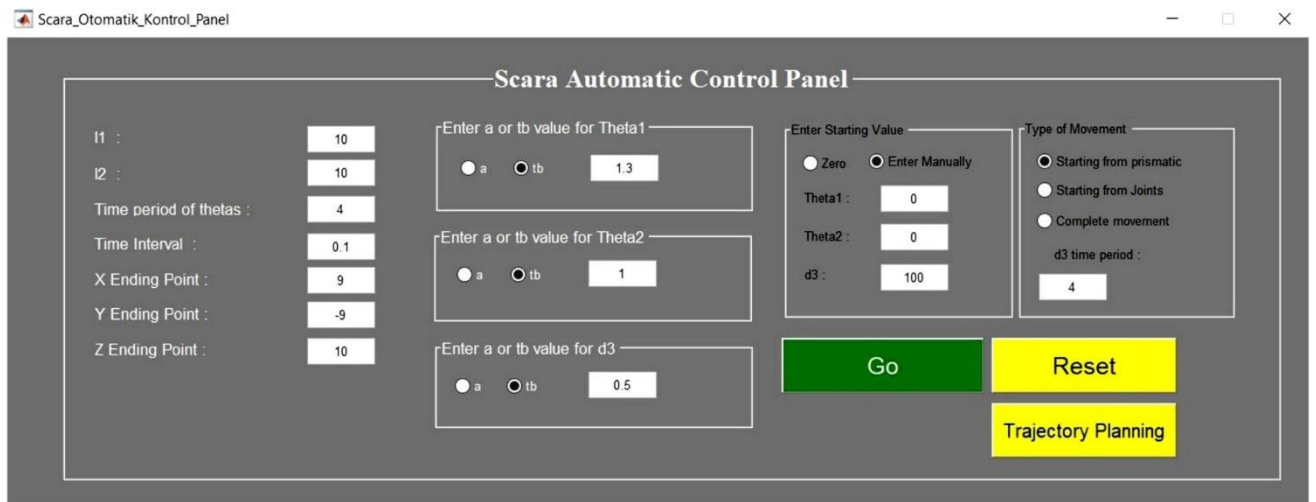 Scara_Otomatik_Kontrol_Panel
Scara Automatic Control Panel
l1 : 10
l2 : 10
Time period of thetas : 4
Time Interval : 0.1
X Ending Point : 9
Y Ending Point : -9
Z Ending Point : 10
Enter a or tb value for Theta1
a tb 1.3
Enter a or tb value for Theta2
a tb 1
Enter a or tb value for d3
a tb 0.5
Enter Starting Value
Zero Enter Manually
Theta1 : 0
Theta2 : 0
d3 : 100
Type of Movement
Starting from prismatic
Starting from Joints
Complete movement
d3 time period :
4
Go
Reset
Trajectory Planning